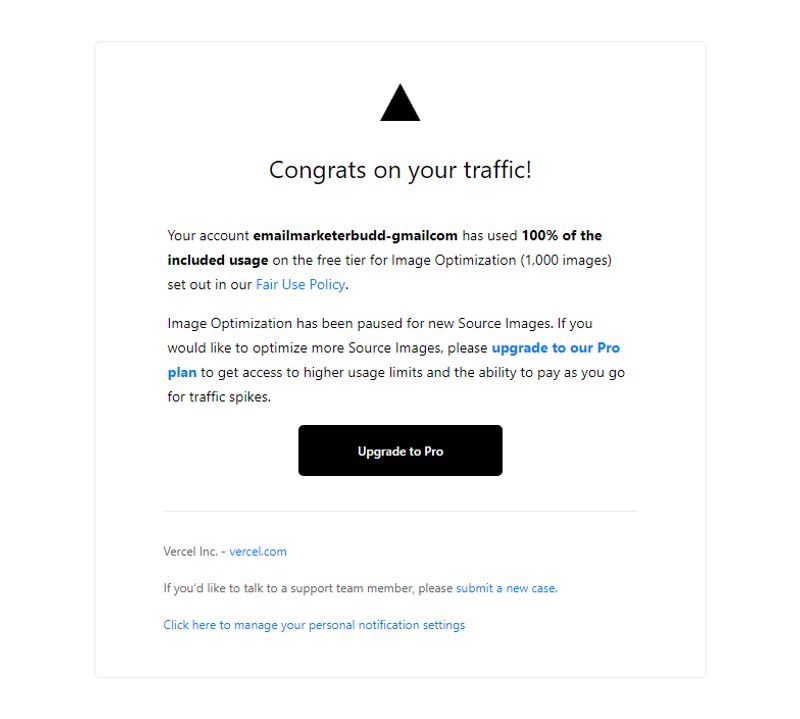 Congrats on your traffic!
Your account emailmarketerbudd-gmailcom has used 100% of the
included usage on the free tier for Image Optimization (1,000 images)
set out in our Fair Use Policy.
Image Optimization has been paused for new Source Images. If you
would like to optimize more Source Images, please upgrade to our Pro
plan to get access to higher usage limits and the ability to pay as you go
for traffic spikes.
Upgrade to Pro
Vercel Inc. - vercel.com
If you'd like to talk to a support team member, please submit a new case.
Click here to manage your personal notification settings